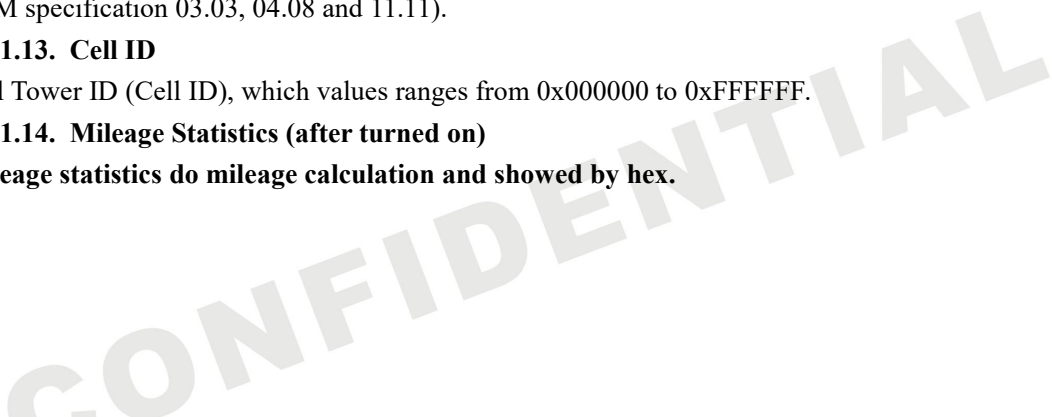 M specification 03.03, 04.08 and 11.11).
1.13. Cell ID
l Tower ID (Cell ID), which values ranges from 0x000000 to 0xFFFFFF.
1.14. Mileage Statistics (after turned on)
eage statistics do mileage calculation and showed by hex.
CONFIDENTIAL